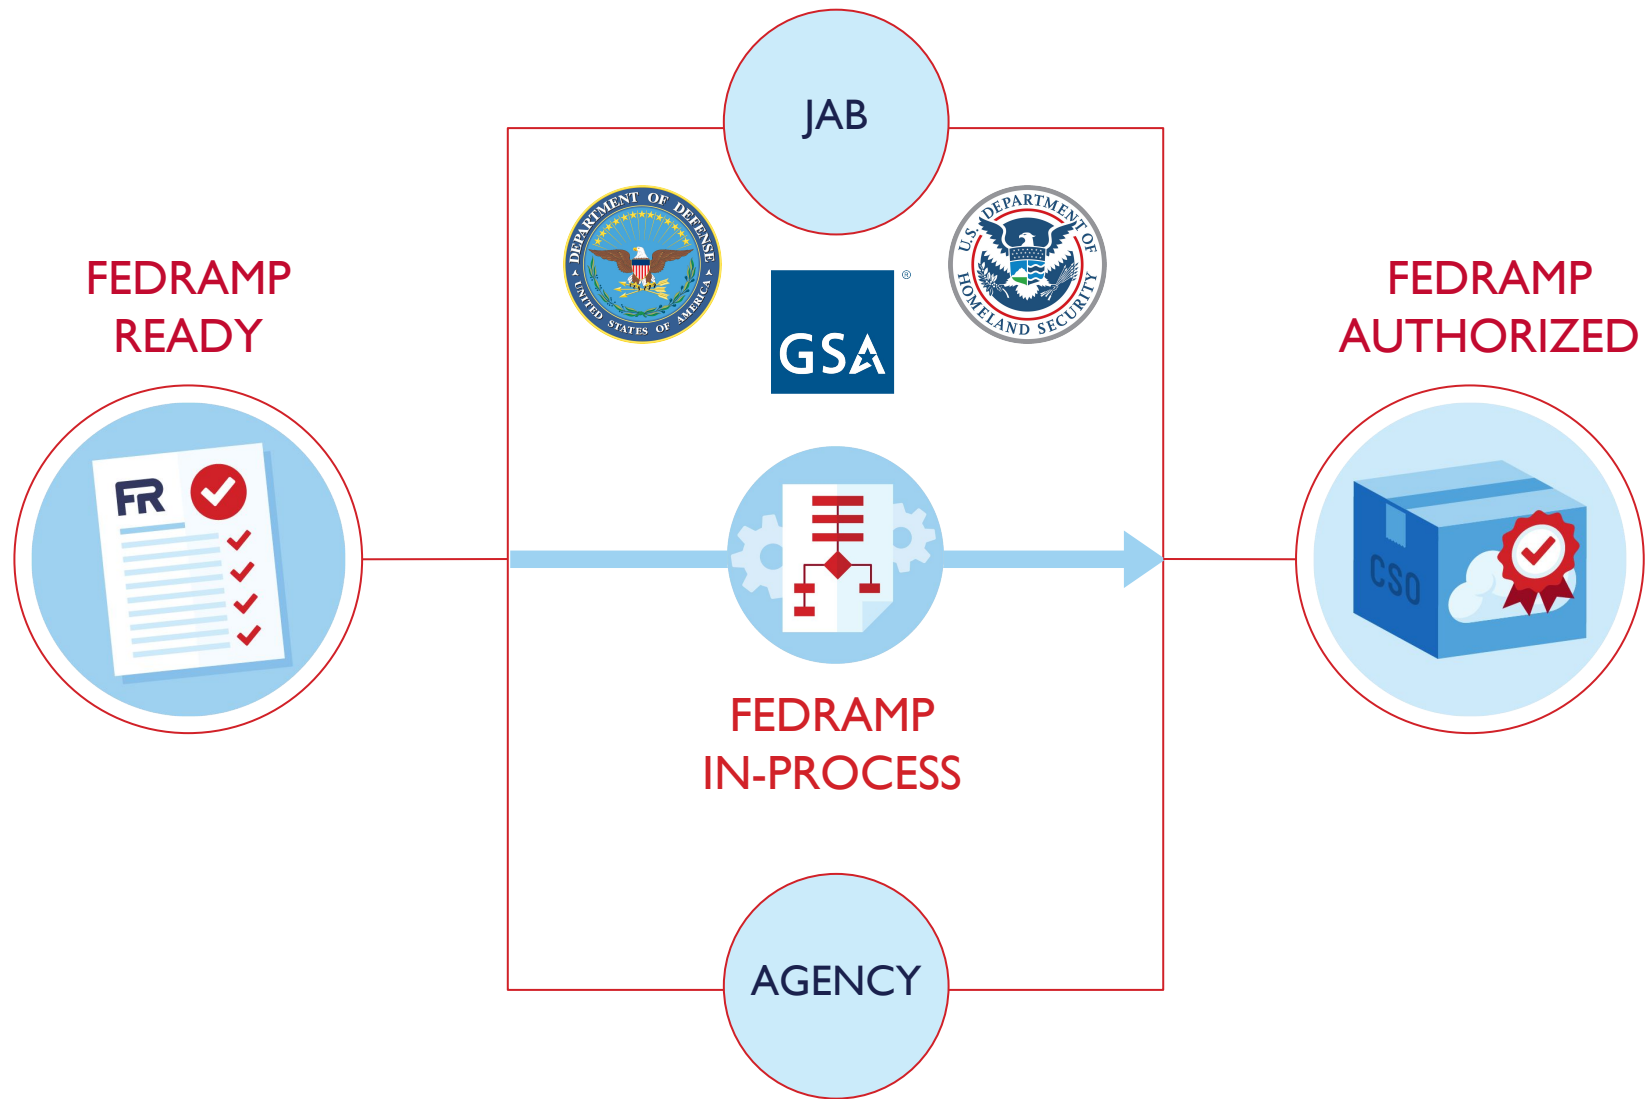 JAB
DEPARTMENT OF DEFENSE
UNITED STATES OF AMERICA
U.S. DEPARTMENT OF
HOMELAND SECURITY
GSA
®
FEDRAMP
READY
FR
FEDRAMP
IN-PROCESS
FEDRAMP
AUTHORIZED
CSO
AGENCY